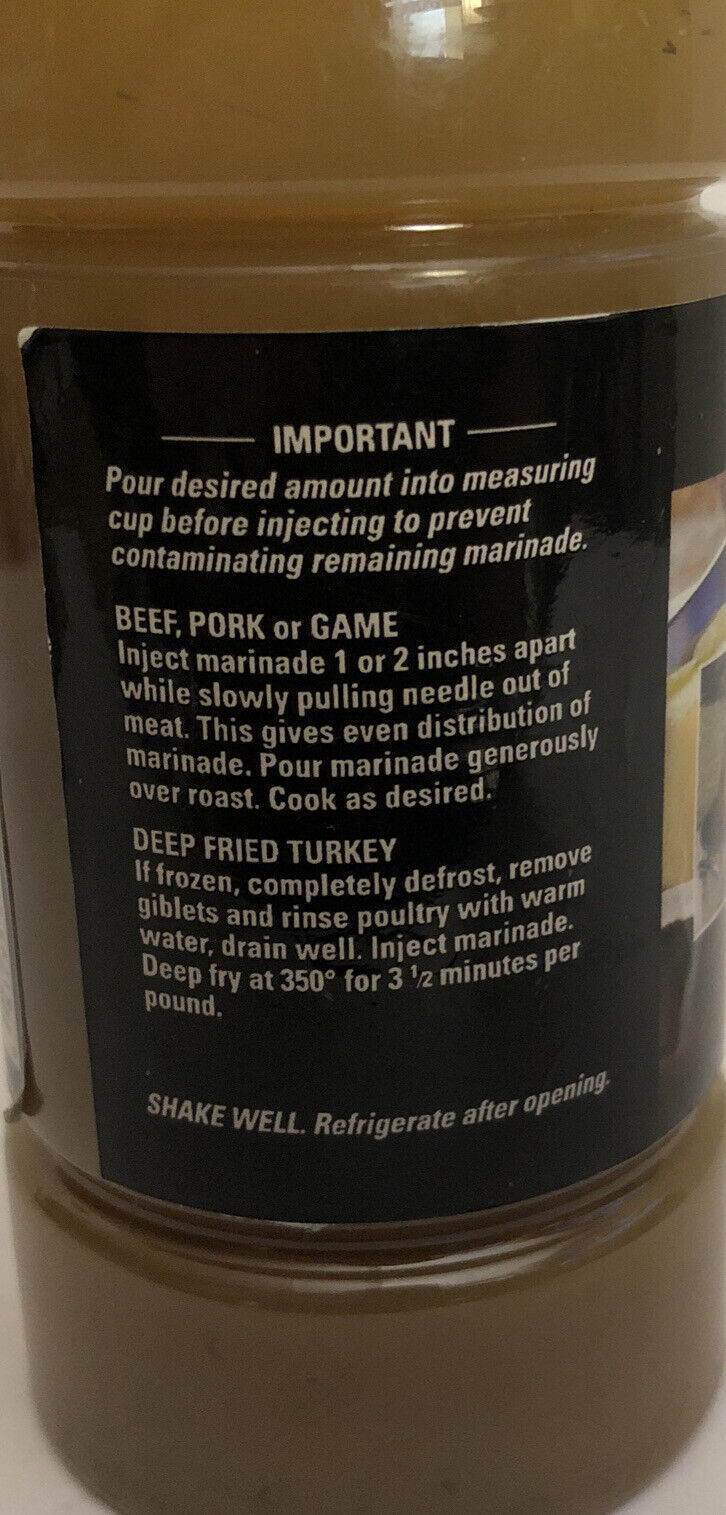 IMPORTANT
Pour desired amount into measuring
cup before injecting to prevent
contaminating remaining marinade.
BEEF, PORK or GAME
Inject marinade 1 or 2 inches apart
while slowly pulling needle out of
meat. This gives even distribution of
marinade. Pour marinade generously
over roast. Cook as desired.
DEEP FRIED TURKEY
If frozen, completely defrost, remove
giblets and rinse poultry with warm
water, drain well. Inject marinade.
Deep fry at 350° for 3 ½ minutes per
pound.
SHAKE WELL. Refrigerate after opening.